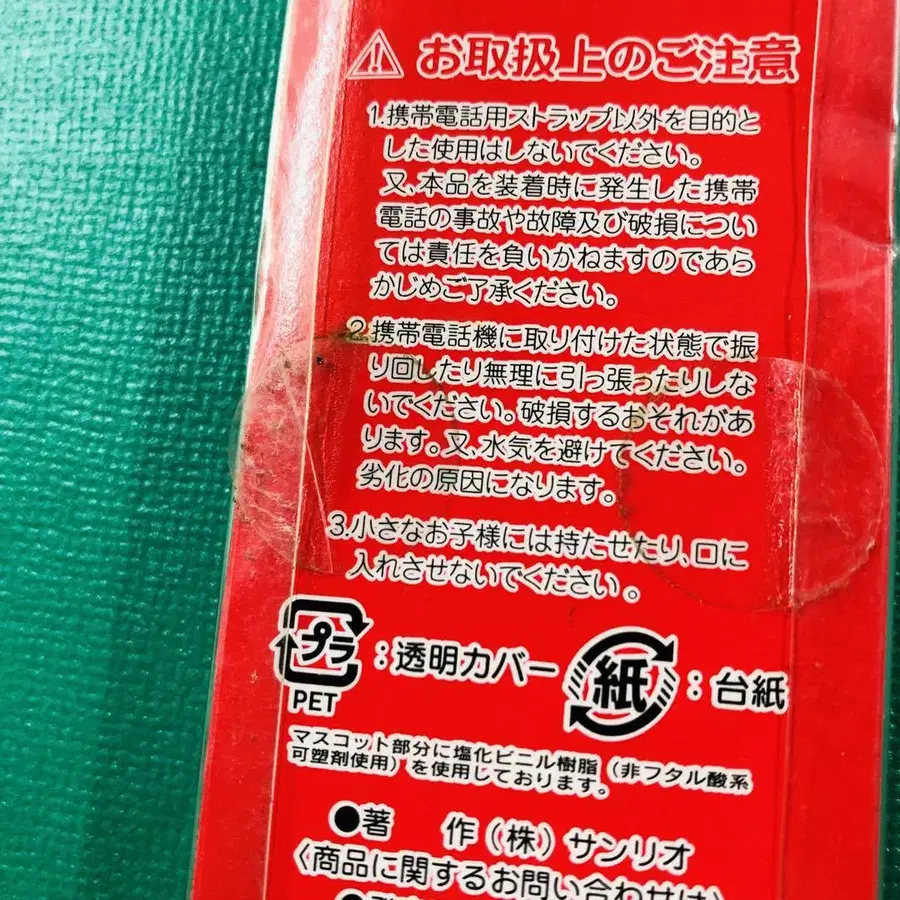 お取扱上のご注意
1.携帯電話用ストラップ以外を目的と
した使用はしないでください。
又、本品を装着時に発生した携帯
電話の事故や故障及び破損につい
ては責任を負いかねますのであら
かじめご了承ください。
2.携帯電話機に取り付けた状態で振
り回したり無理に引っ張ったりしな
いでください。破損するおそれがあ
ります。又、水気を避けてください。
劣化の原因になります。
3.小さなお子様には持たせたり、口に
入れさせないでください。
プラ:透明カバー 紙:台紙
PET
マスコット部分に塩化ビニル樹脂(非フタル酸系
可塑剤使用)を使用しております。
●著 作(株)サンリオ
〈商品に関するお問い合わせは〉